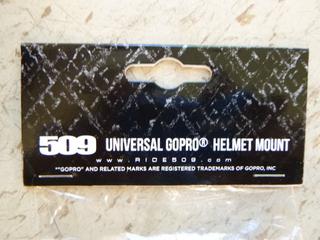 509 UNIVERSAL GOPRO® HELMET MOUNT
www.RIDE509.com
*"GOPRO" AND RELATED MARKS ARE REGISTERED TRADEMARKS OF GOPRO, INC